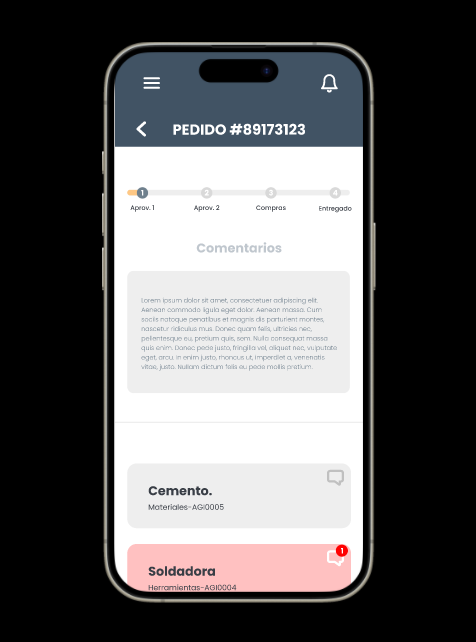 PEDIDO #89173123
1 2 3 4
Aprov. 1 Aprov. 2 Compras Entregado
Comentarios
Lorem ipsum dolor sit amet, consectetuer adipiscing elit.
Aenean commodo ligula eget dolor. Aenean massa. Cum
sociis natoque penatibus et magnis dis parturient montes,
nascetur ridiculus mus. Donec quam felis, ultricies nec,
pellentesque eu, pretium quis, sem. Nulla consequat massa
quis enim. Donec pede justo, fringilla vel, aliquet nec, vulputate
eget, arcu. In enim justo, rhoncus ut, imperdiet a, venenatis
vitae, justo. Nullam dictum felis eu pede mollis pretium.
Cemento.
Materiales-AGI0005
1
Soldadora
Herramientas-AGI0004